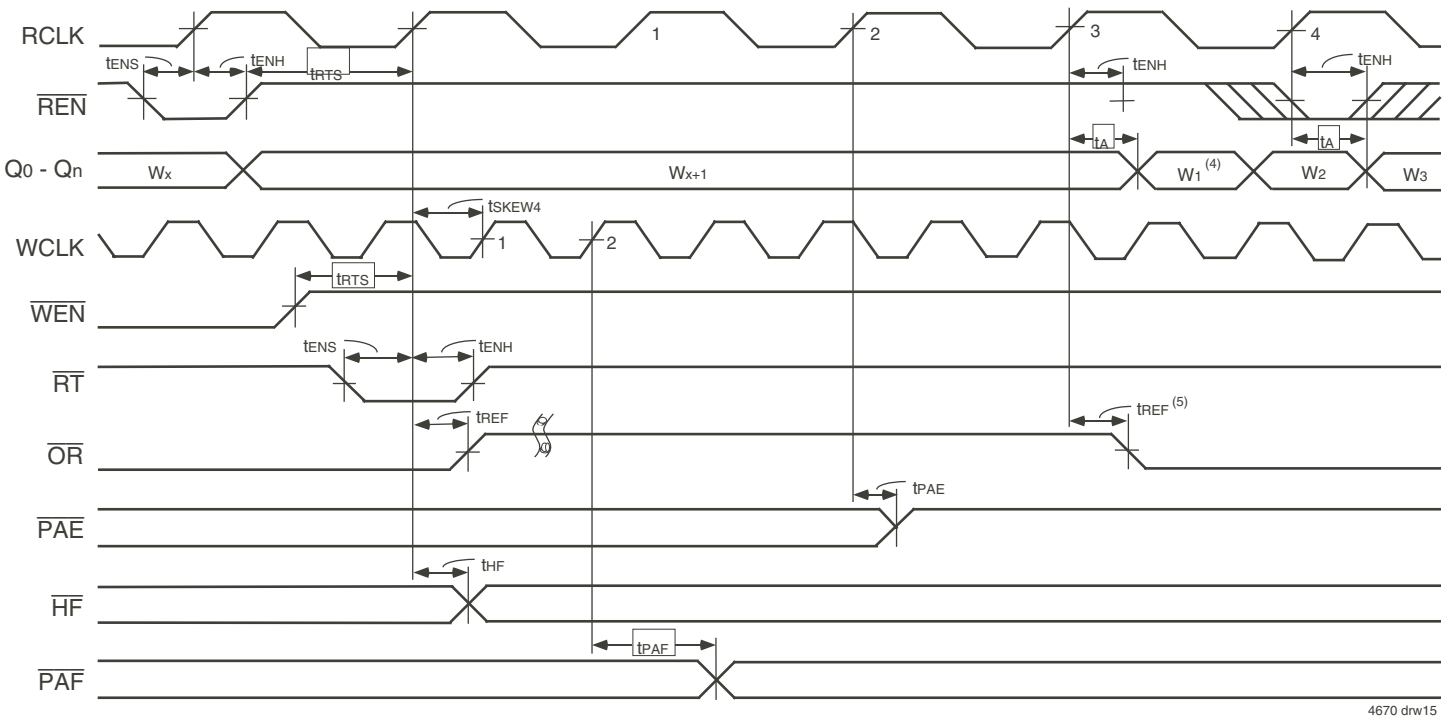 RCLK 1 2 3 4
tENS tENH tRTS tENH tENH
REN
tA tA
Q0 - Qn Wx Wx+1 W1 (4) W2 W3
tSKEW4
WCLK 1 2
tRTS
WEN
tENS tENH
RT
tREF tREF (5)
OR
tPAE
PAE
tHF
HF
tPAF
PAF
4670 drw15